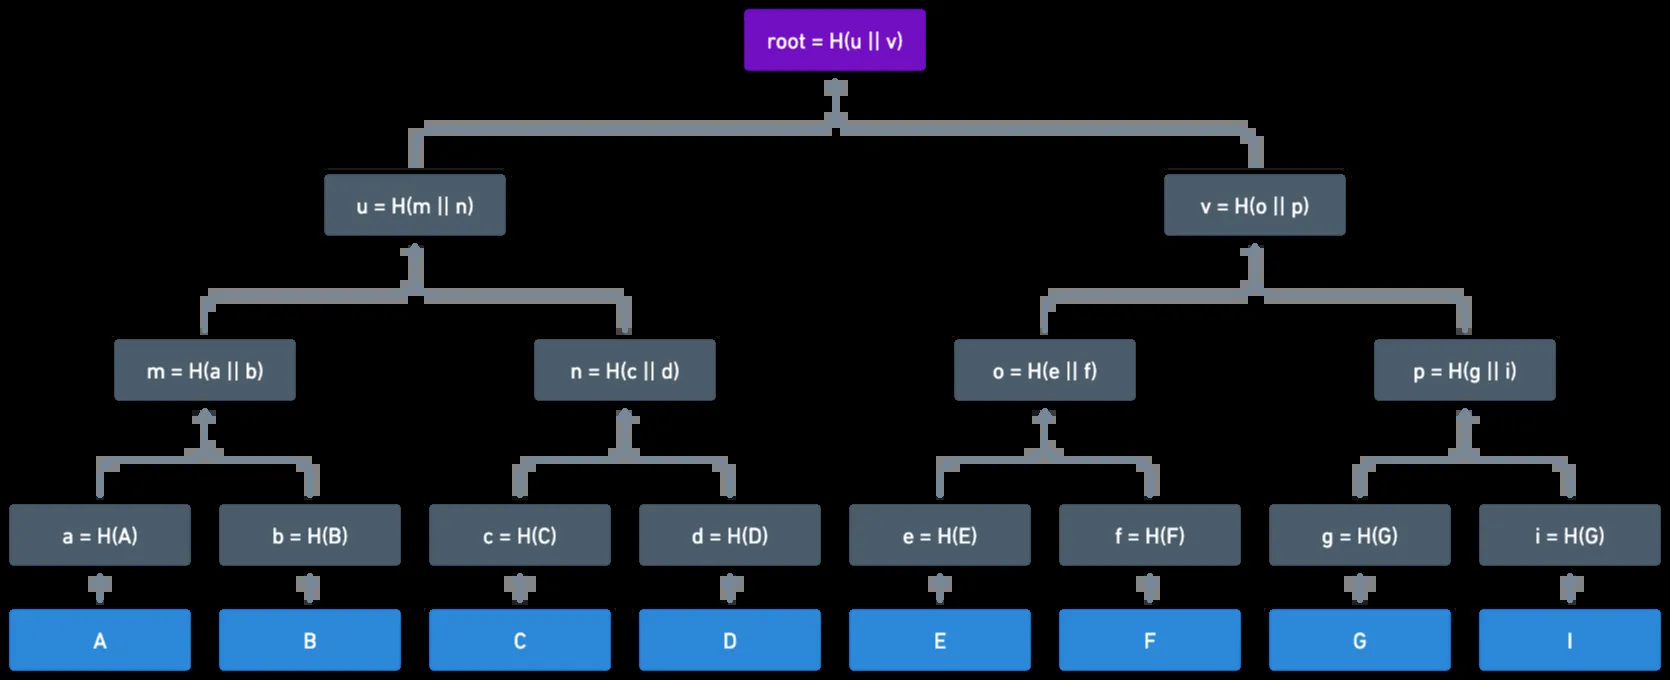 root = H(u || v)
u = H(m || n)
v = H(o || p)
m = H(a || b)
n = H(c || d)
o = H(e || f)
p = H(g || i)
a = H(A)
b = H(B)
c = H(C)
d = H(D)
e = H(E)
f = H(F)
g = H(G)
i = H(G)
A
B
C
D
E
F
G
I